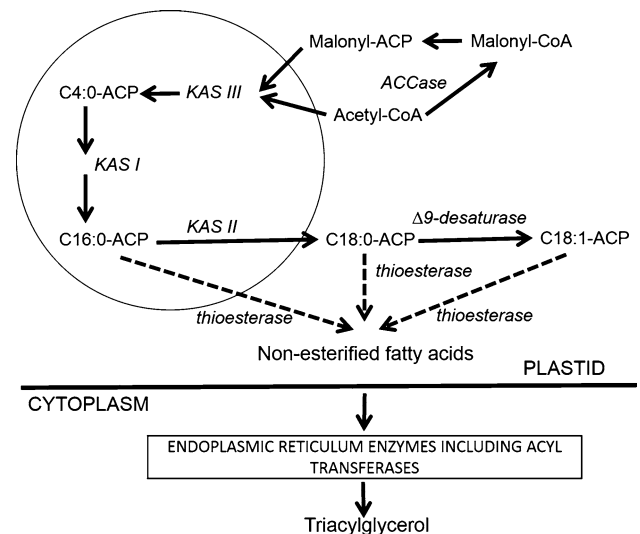 Malonyl-ACP
Malonyl-CoA
ACCase
C4:0-ACP
KAS III
Acetyl-CoA
KAS I
C16:0-ACP
KAS II
C18:0-ACP
Δ9-desaturase
C18:1-ACP
thioesterase
thioesterase
thioesterase
Non-esterified fatty acids
PLASTID
CYTOPLASM
ENDOPLASMIC RETICULUM ENZYMES INCLUDING ACYL
TRANSFERASES
Triacylglycerol